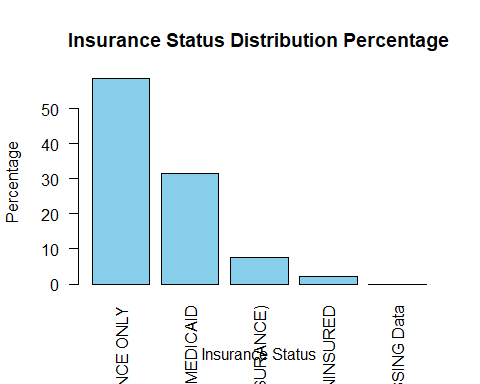 Insurance Status Distribution Percentage
Percentage
50
40
30
20
10
0
NCE ONLY
MEDICAID
SURANCE)
NINSURED
SSING Data
Insurance Status